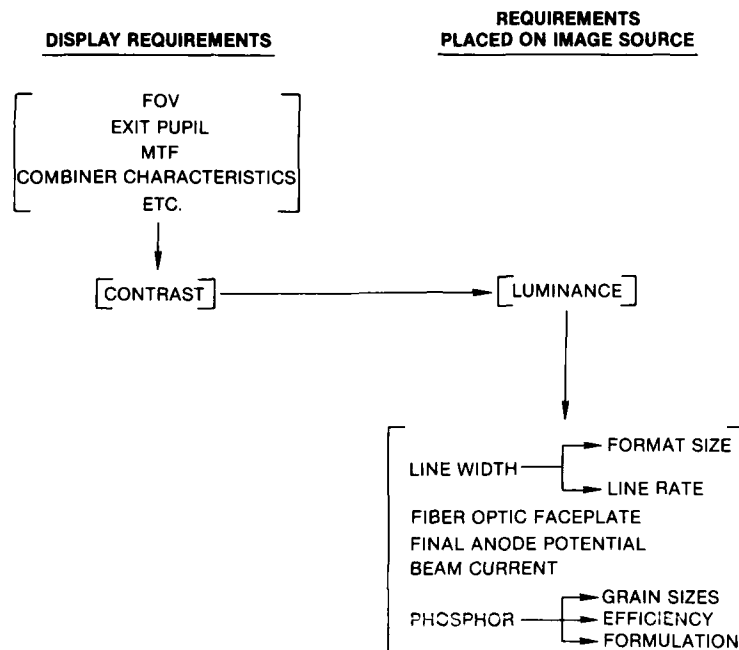 DISPLAY REQUIREMENTS
REQUIREMENTS
PLACED ON IMAGE SOURCE
FOV
EXIT PUPIL
MTF
COMBINER CHARACTERISTICS
ETC.
CONTRAST
LUMINANCE
LINE WIDTH
FORMAT SIZE
LINE RATE
FIBER OPTIC FACEPLATE
FINAL ANODE POTENTIAL
BEAM CURRENT
PHOSPHOR
GRAIN SIZES
EFFICIENCY
FORMULATION